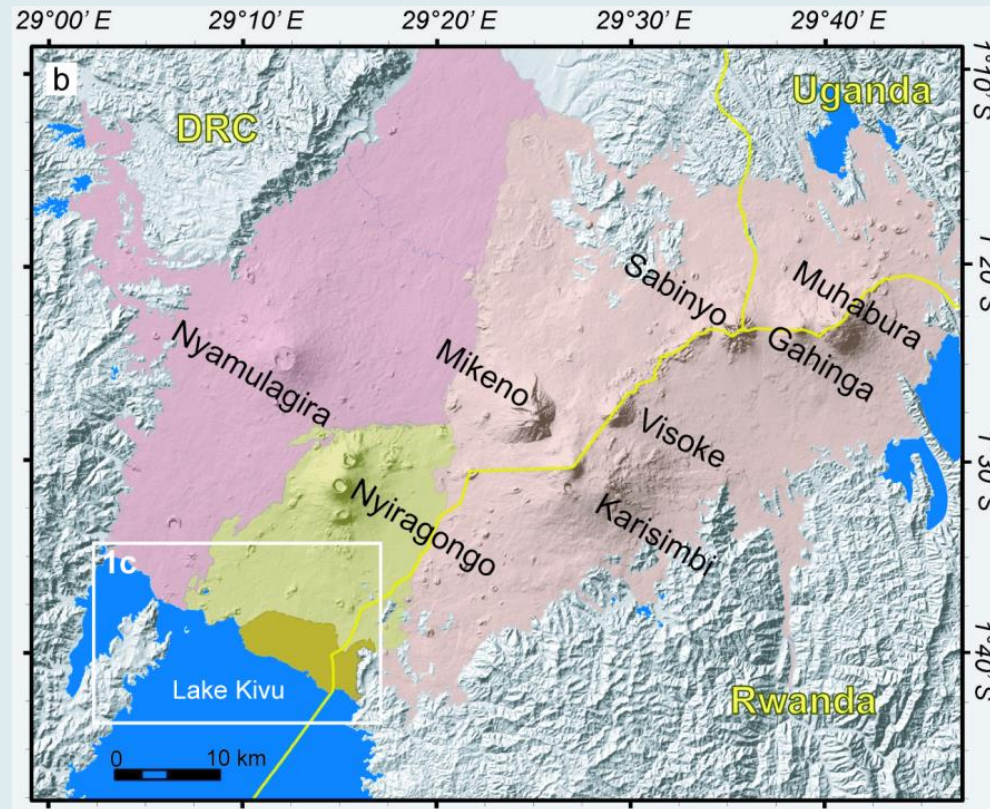 29°00' E 29°10' E 29°20' E 29°30' E 29°40' E
b
DRC
Uganda
1°10' S
1°20' S
Sabinyo
Muhabura
Gahinga
Nyamulagira
Mikeno
Visoke
1°30' S
Nyiragongo
Karisimbi
1c
1°40' S
Lake Kivu
Rwanda
0 10 km